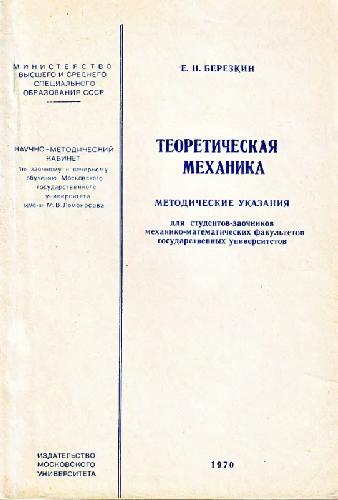 МИНИСТЕРСТВО
ВЫСШЕГО И СРЕДНЕГО
СПЕЦИАЛЬНОГО
ОБРАЗОВАНИЯ СССР
НАУЧНО-МЕТОДИЧЕСКИЙ
КАБИНЕТ
по заочному и вечернему
обучению Московского
государственного
университета
имени М. В. Ломоносова
Е. Н. БЕРЕЗКИН
ТЕОРЕТИЧЕСКАЯ
МЕХАНИКА
МЕТОДИЧЕСКИЕ УКАЗАНИЯ
для студентов-заочников
механико-математических факультетов
государственных университетов
ИЗДАТЕЛЬСТВО
МОСКОВСКОГО
УНИВЕРСИТЕТА
1970